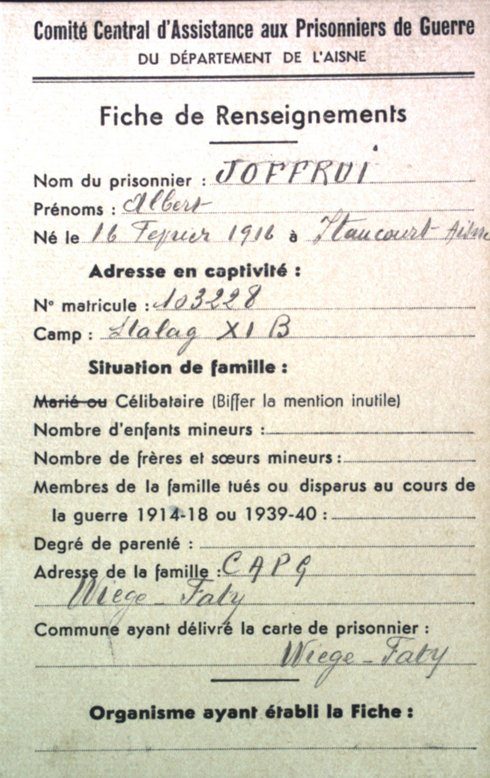 Comité Central d'Assistance aux Prisonniers de Guerre
DU DÉPARTEMENT DE L'AISNE
Fiche de Renseignements
Nom du prisonnier : JOFFROI
Prénoms : Albert
Né le 16 Fevrier 1916 à Itancourt Aisne
Adresse en captivité :
N° matricule : 103228
Camp : Stalag XI B
Situation de famille :
Marié ou Célibataire (Biffer la mention inutile)
Nombre d'enfants mineurs :
Nombre de frères et sœurs mineurs :
Membres de la famille tués ou disparus au cours de
la guerre 1914-18 ou 1939-40 :
Degré de parenté :
Adresse de la famille : CAPG
Wiege-Faty
Commune ayant délivré la carte de prisonnier :
Wiege-Faty
Organisme ayant établi la Fiche :